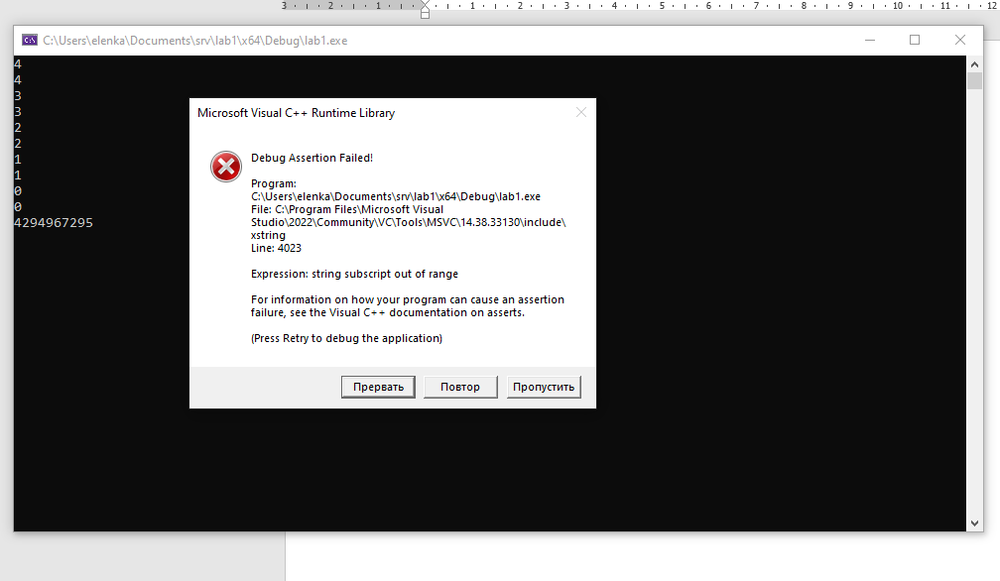 3 2 1 1 2 3 4 5 6 7 8 9 10 11 12
C:\Users\elenka\Documents\srv\lab1\x64\Debug\lab1.exe
4
4
3
3
2
2
1
1
0
0
4294967295
Microsoft Visual C++ Runtime Library
Debug Assertion Failed!
Program:
C:\Users\elenka\Documents\srv\lab1\x64\Debug\lab1.exe
File: C:\Program Files\Microsoft Visual
Studio\2022\Community\VC\Tools\MSVC\14.38.33130\include\
xstring
Line: 4023
Expression: string subscript out of range
For information on how your program can cause an assertion
failure, see the Visual C++ documentation on asserts.
(Press Retry to debug the application)
Прервать Повтор Пропустить